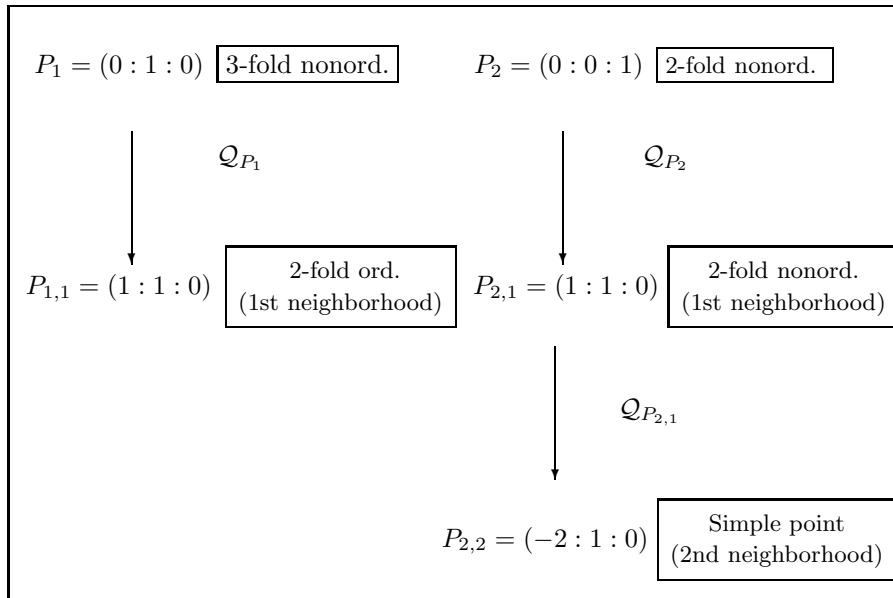 P_1 = (0 : 1 : 0) 3-fold nonord.
P_2 = (0 : 0 : 1) 2-fold nonord.
𝒬_{P_1}
𝒬_{P_2}
P_{1,1} = (1 : 1 : 0)
2-fold ord.
(1st neighborhood)
P_{2,1} = (1 : 1 : 0)
2-fold nonord.
(1st neighborhood)
𝒬_{P_{2,1}}
P_{2,2} = (−2 : 1 : 0)
Simple point
(2nd neighborhood)